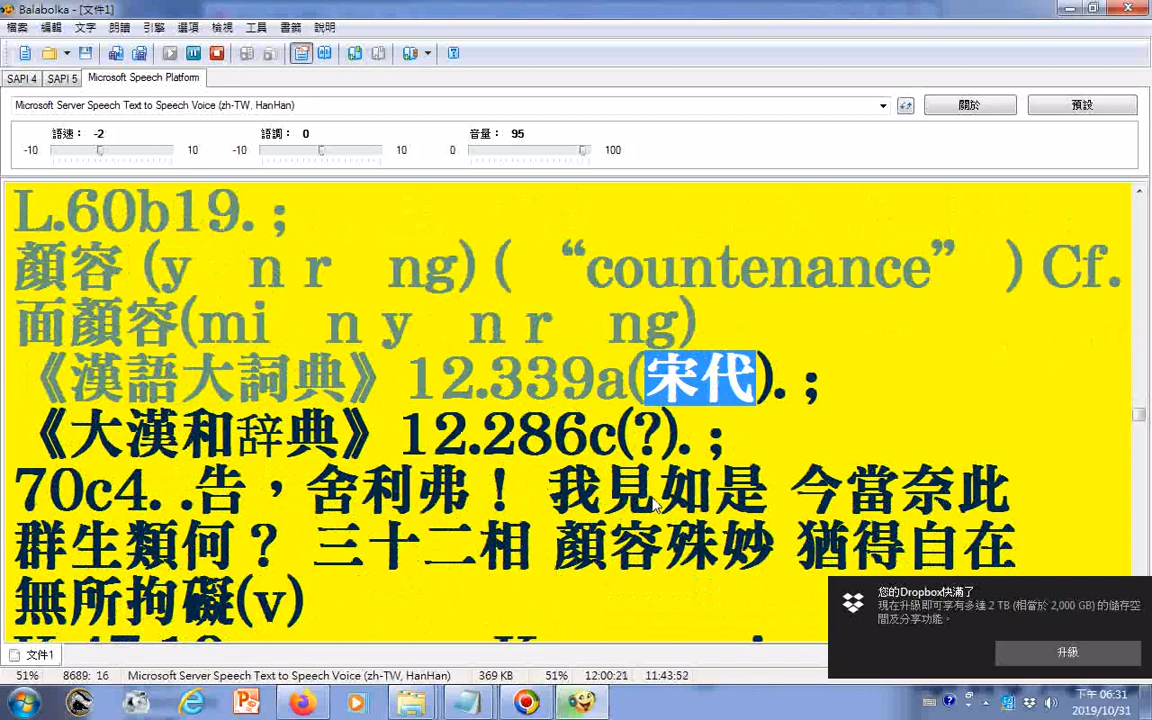 Balabolka - [文件1]
檔案 編輯 文字 朗讀 引擎 選項 檢視 工具 書籤 說明
SAPI 4 SAPI 5 Microsoft Speech Platform
Microsoft Server Speech Text to Speech Voice (zh-TW, HanHan) 關於 預設
語速： -2 語調： 0 音量： 95
-10 10 -10 10 0 100
L.60b19. ;
顏容 (y n r ng) ( “countenance” ) Cf.
面顏容(mi n y n r ng)
《漢語大詞典》 12.339a(宋代). ;
《大漢和辞典》 12.286c(?). ;
70c4. .告，舍利弗！ 我見如是 今當奈此
群生類何？ 三十二相 顏容殊妙 猶得自在
無所拘礙(v)
您的Dropbox快滿了
現在升級即可享有多達 2 TB (相當於 2,000 GB) 的儲存空
間及分享功能。
升級
文件1
51% 8689: 16 Microsoft Server Speech Text to Speech Voice (zh-TW, HanHan) 369 KB 51% 12:00:21 11:43:52
下午 06:31
2019/10/31